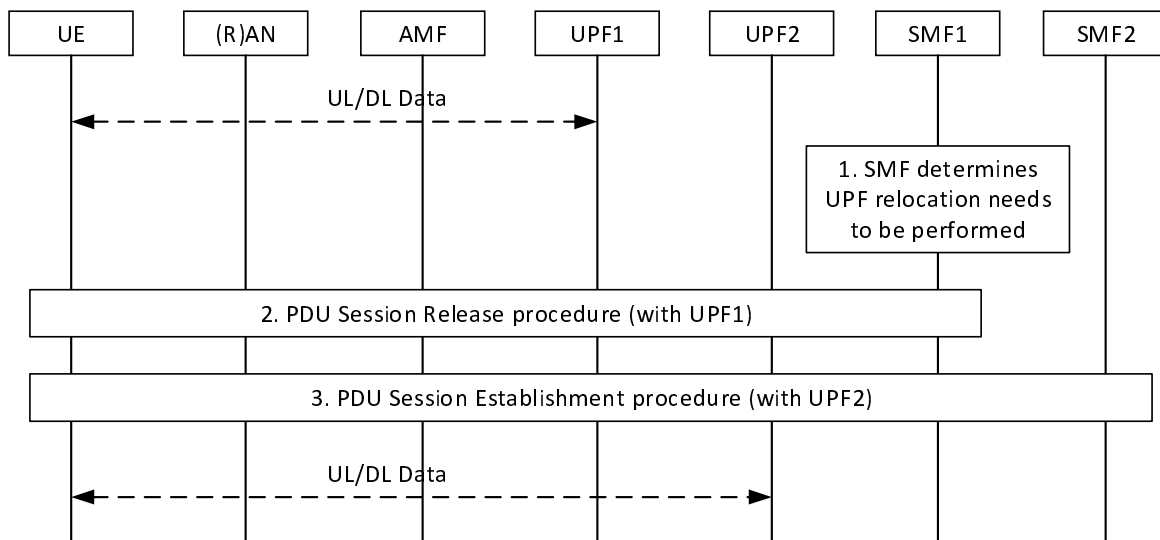 UE
(R)AN
AMF
UPF1
UPF2
SMF1
SMF2
UL/DL Data
1. SMF determines
UPF relocation needs
to be performed
2. PDU Session Release procedure (with UPF1)
3. PDU Session Establishment procedure (with UPF2)
UL/DL Data